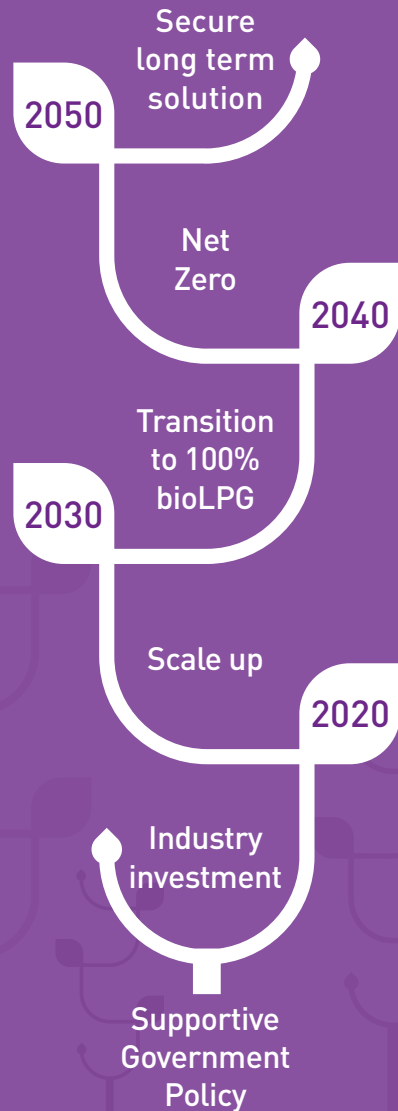 Secure
long term
solution
2050
Net
Zero
2040
Transition
to 100%
bioLPG
2030
Scale up
2020
Industry
investment
Supportive
Government
Policy